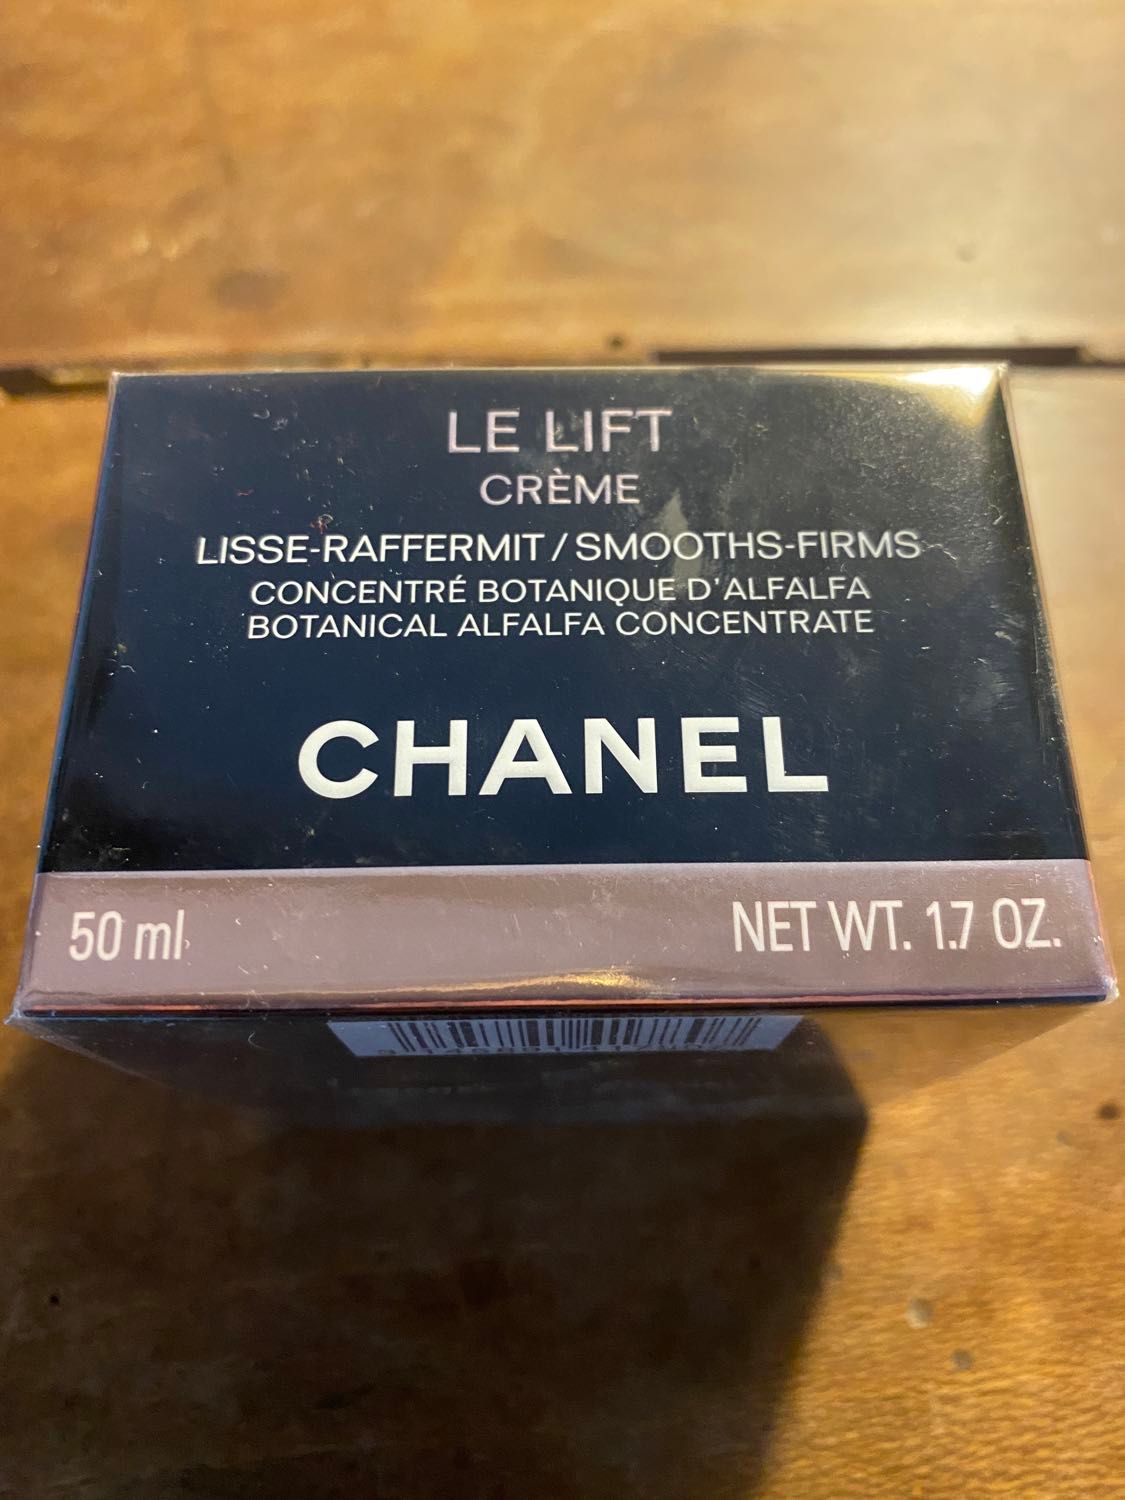 LE LIFT
CRÈME
LISSE-RAFFERMIT / SMOOTHS-FIRMS
CONCENTRÉ BOTANIQUE D'ALFALFA
BOTANICAL ALFALFA CONCENTRATE
CHANEL
50 ml
NET WT. 1.7 OZ.